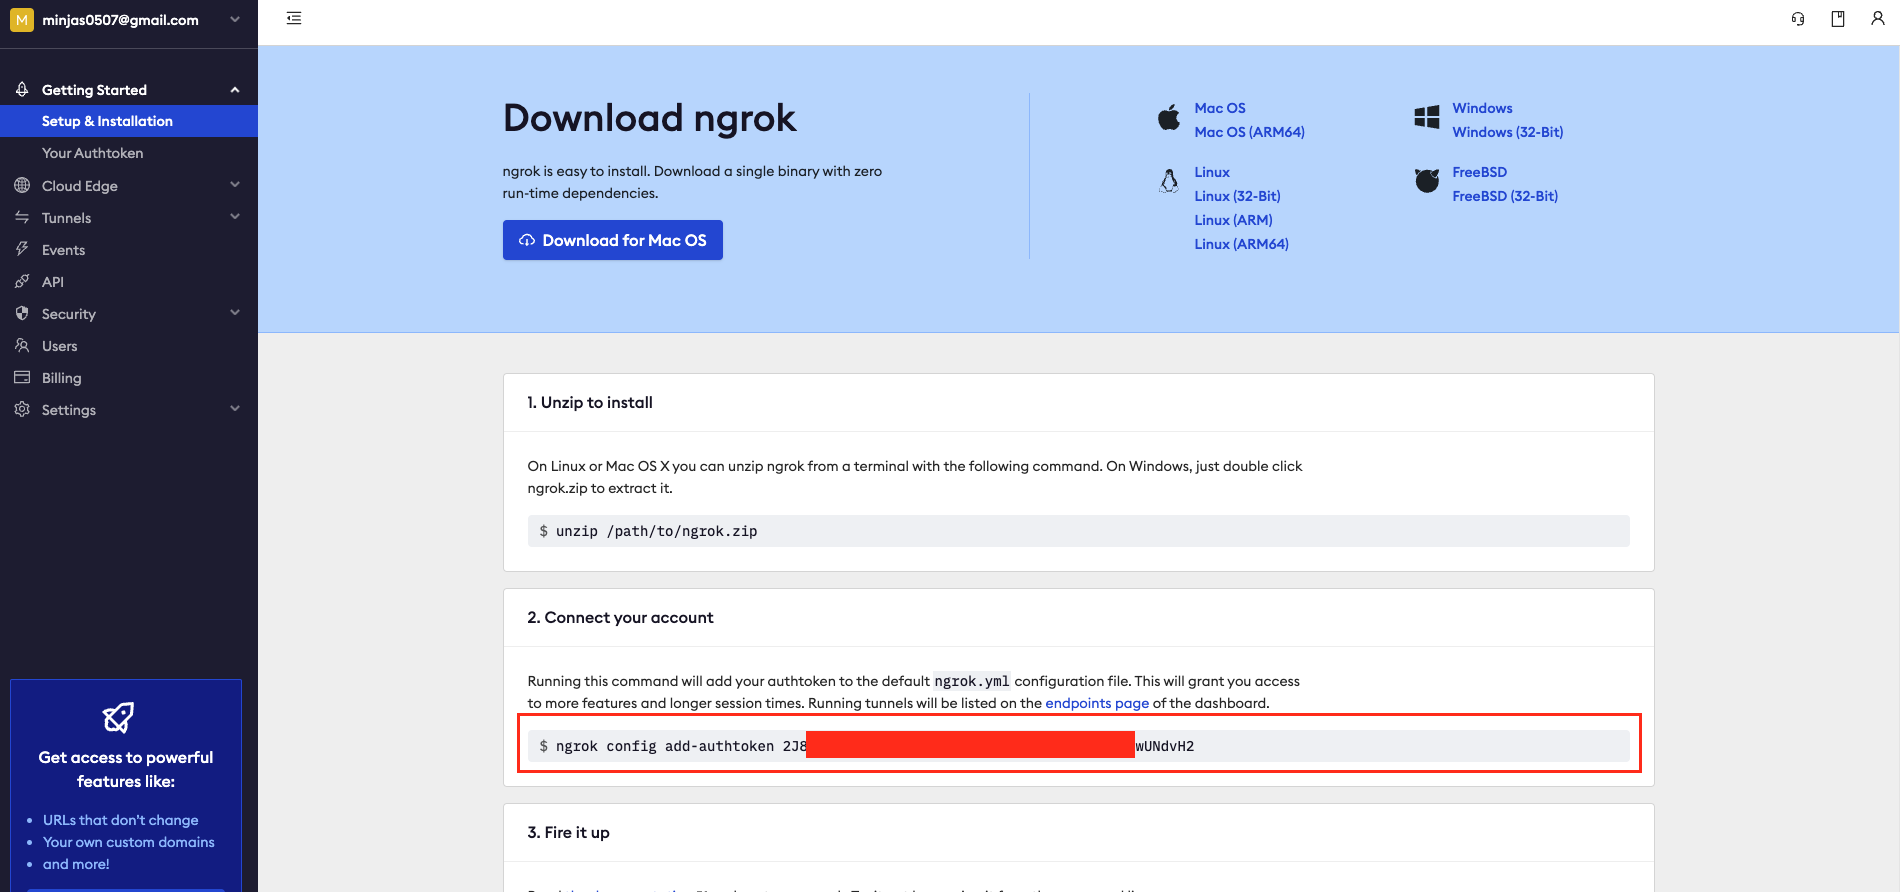 M minjas0507@gmail.com
Getting Started
Setup & Installation
Your Authtoken
Cloud Edge
Tunnels
Events
API
Security
Users
Billing
Settings
Get access to powerful
features like:
• URLs that don't change
• Your own custom domains
• and more!
Download ngrok
ngrok is easy to install. Download a single binary with zero
run-time dependencies.
Download for Mac OS
Mac OS
Mac OS (ARM64)
Linux
Linux (32-Bit)
Linux (ARM)
Linux (ARM64)
Windows
Windows (32-Bit)
FreeBSD
FreeBSD (32-Bit)
1. Unzip to install
On Linux or Mac OS X you can unzip ngrok from a terminal with the following command. On Windows, just double click
ngrok.zip to extract it.
$ unzip /path/to/ngrok.zip
2. Connect your account
Running this command will add your authtoken to the default ngrok.yml configuration file. This will grant you access
to more features and longer session times. Running tunnels will be listed on the endpoints page of the dashboard.
$ ngrok config add-authtoken 2J8 wUNdvH2
3. Fire it up